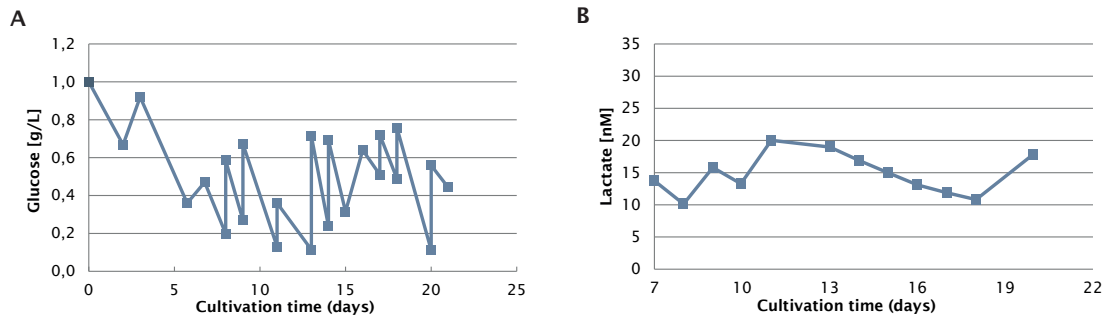 A
Glucose [g/L]
1,2
1,0
0,8
0,6
0,4
0,2
0,0
0 5 10 15 20 25
Cultivation time (days)
B
Lactate [nM]
35
30
25
20
15
10
5
0
7 10 13 16 19 22
Cultivation time (days)